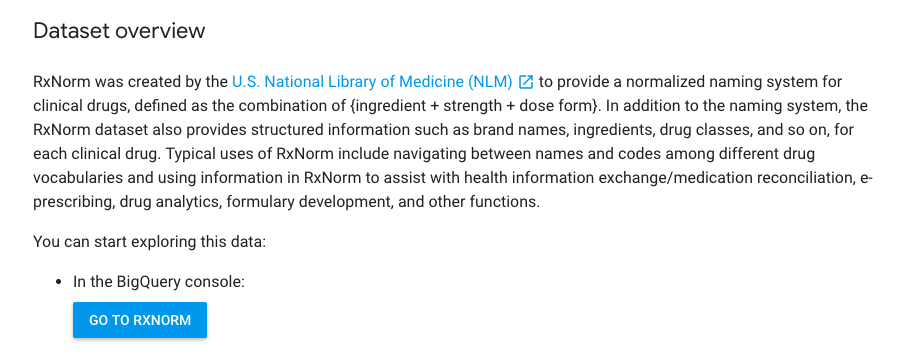 Dataset overview
RxNorm was created by the U.S. National Library of Medicine (NLM) to provide a normalized naming system for
clinical drugs, defined as the combination of {ingredient + strength + dose form}. In addition to the naming system, the
RxNorm dataset also provides structured information such as brand names, ingredients, drug classes, and so on, for
each clinical drug. Typical uses of RxNorm include navigating between names and codes among different drug
vocabularies and using information in RxNorm to assist with health information exchange/medication reconciliation, e-
prescribing, drug analytics, formulary development, and other functions.
You can start exploring this data:
• In the BigQuery console:
GO TO RXNORM